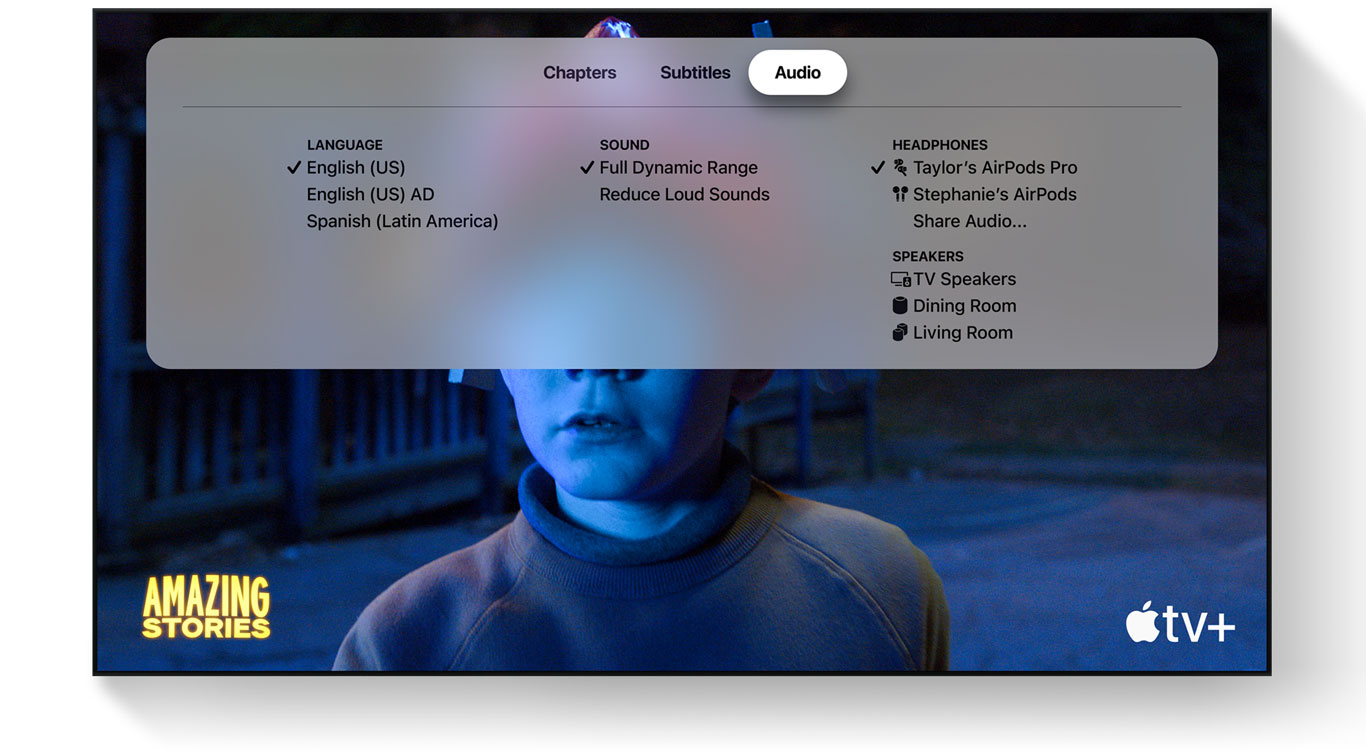 Chapters Subtitles Audio
LANGUAGE
English (US)
English (US) AD
Spanish (Latin America)
SOUND
Full Dynamic Range
Reduce Loud Sounds
HEADPHONES
Taylor’s AirPods Pro
Stephanie’s AirPods
Share Audio...
SPEAKERS
TV Speakers
Dining Room
Living Room
AMAZING
STORIES
tv+